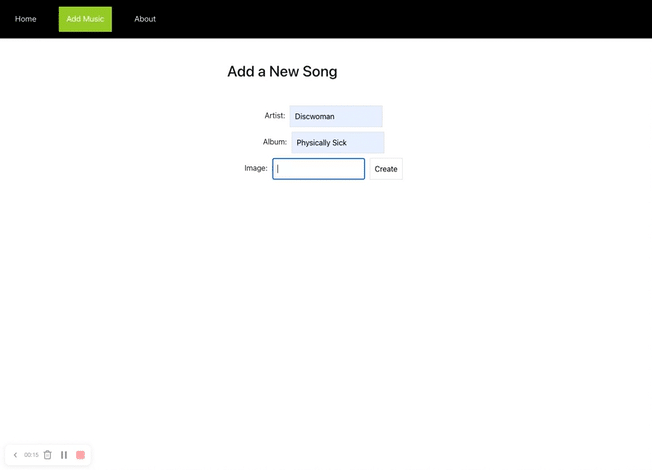 Home Add Music About
Add a New Song
Artist: Discwoman
Album: Physically Sick
Image: Create
00:15